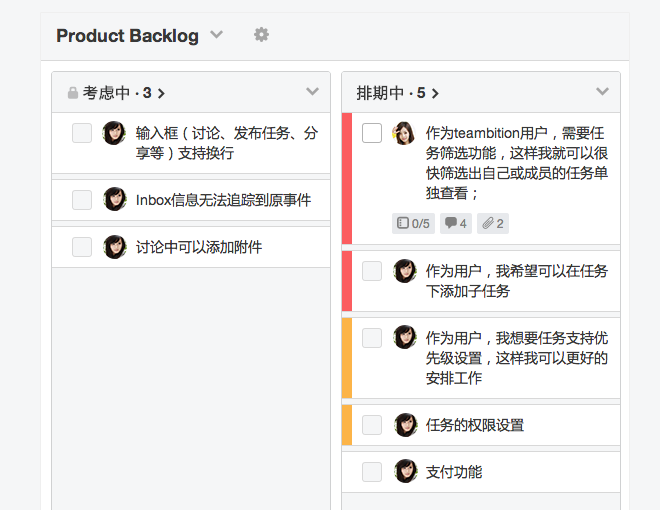 Product Backlog
考虑中 · 3
输入框（讨论、发布任务、分
享等）支持换行
Inbox信息无法追踪到原事件
讨论中可以添加附件
排期中 · 5
作为teambition用户，需要任
务筛选功能，这样我就可以很
快筛选出自己或成员的任务单
独查看；
0/5 4 2
作为用户，我希望可以在任务
下添加子任务
作为用户，我想要任务支持优
先级设置，这样我可以更好的
安排工作
任务的权限设置
支付功能